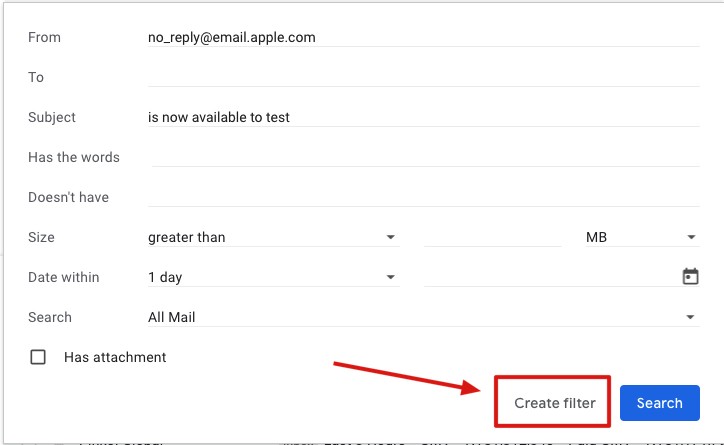 From no_reply@email.apple.com
To
Subject is now available to test
Has the words
Doesn't have
Size greater than MB
Date within 1 day
Search All Mail
Has attachment
Create filter Search